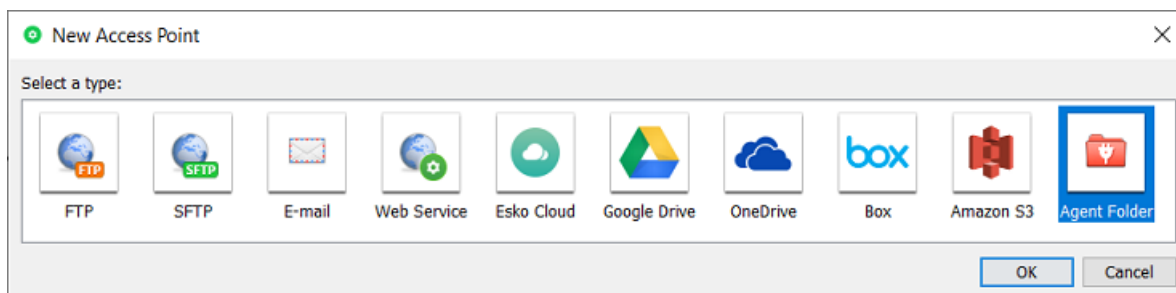 New Access Point
Select a type:
FTP
SFTP
box
FTP SFTP E-mail Web Service Esko Cloud Google Drive OneDrive Box Amazon S3 Agent Folder
OK Cancel